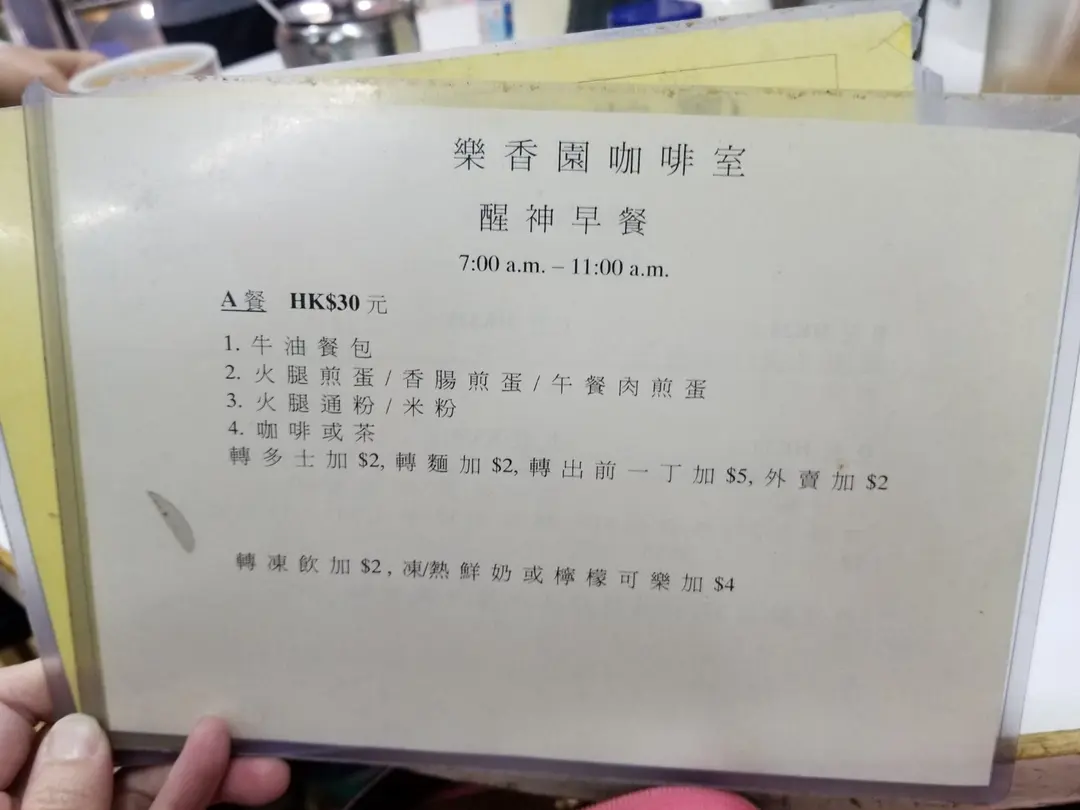 樂香園咖啡室
醒神早餐
7:00 a.m. – 11:00 a.m.
A 餐 HK$30 元
1. 牛油餐包
2. 火腿煎蛋/香腸煎蛋/午餐肉煎蛋
3. 火腿通粉/米粉
4. 咖啡或茶
轉多士加 $2, 轉麵加 $2, 轉出前一丁加 $5, 外賣加 $2
轉凍飲加 $2, 凍/熱鮮奶或檸檬可樂加 $4